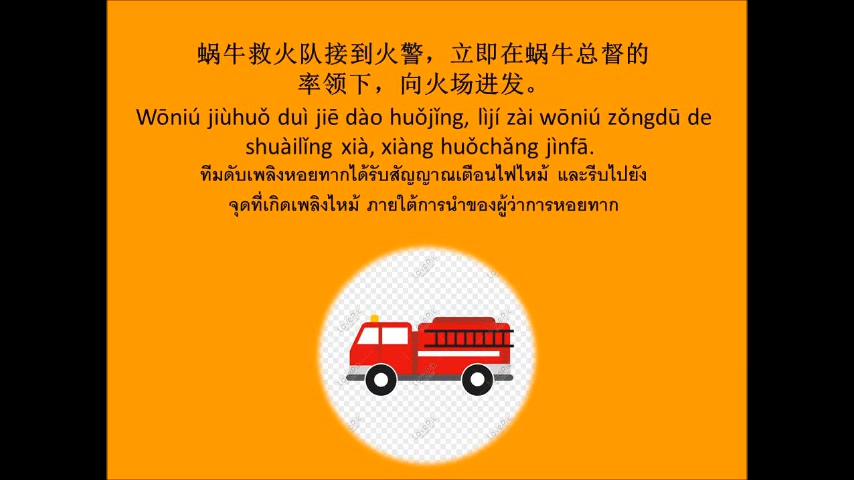 蜗牛救火队接到火警，立即在蜗牛总督的
率领下，向火场进发。
Wōniú jiùhuǒ duì jiē dào huǒjǐng, lìjí zài wōniú zǒngdū de
shuàilǐng xià, xiàng huǒchǎng jìnfā.
ทีมดับเพลิงหอยทากได้รับสัญญาณเตือนไฟไหม้ และรีบไปยัง
จุดที่เกิดเพลิงไหม้ ภายใต้การนำของผู้ว่าการหอยทาก